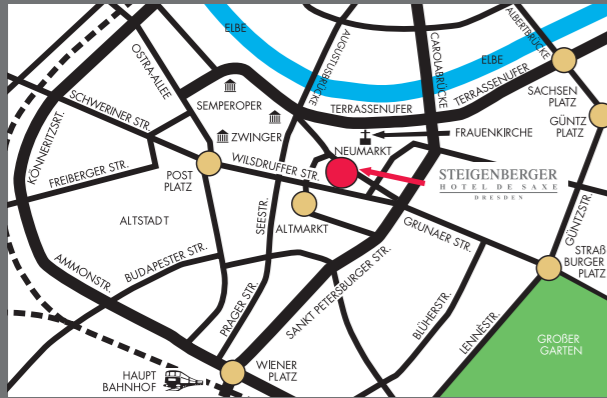 ELBE
ALBERTBRÜCKE
OSTRA-ALLEE
AUGUSTUSBRÜCKE
CAROLABRÜCKE
ELBE
SCHWERINER STR.
SEMPEROPER
TERRASSENUFER
TERRASSENUFER
SACHSEN
PLATZ
KÖNNERITZSRT.
ZWINGER
FRAUENKIRCHE
GÜNTZ
PLATZ
NEUMARKT
FREIBERGER STR.
POST
PLATZ
WILSDRUFFER STR.
STEIGENBERGER
HOTEL DE SAXE
DRESDEN
ALTSTADT
SEESTR.
ALTMARKT
GRUNAER STR.
GÜNTZSTR.
STRAß
BURGER
PLATZ
AMMONSTR.
BUDAPESTER STR.
PRAGER STR.
SANKT PETERSBURGER STR.
BLÜHERSTR.
LENNÈSTR.
GROßER
GARTEN
HAUPT
BAHNHOF
WIENER
PLATZ